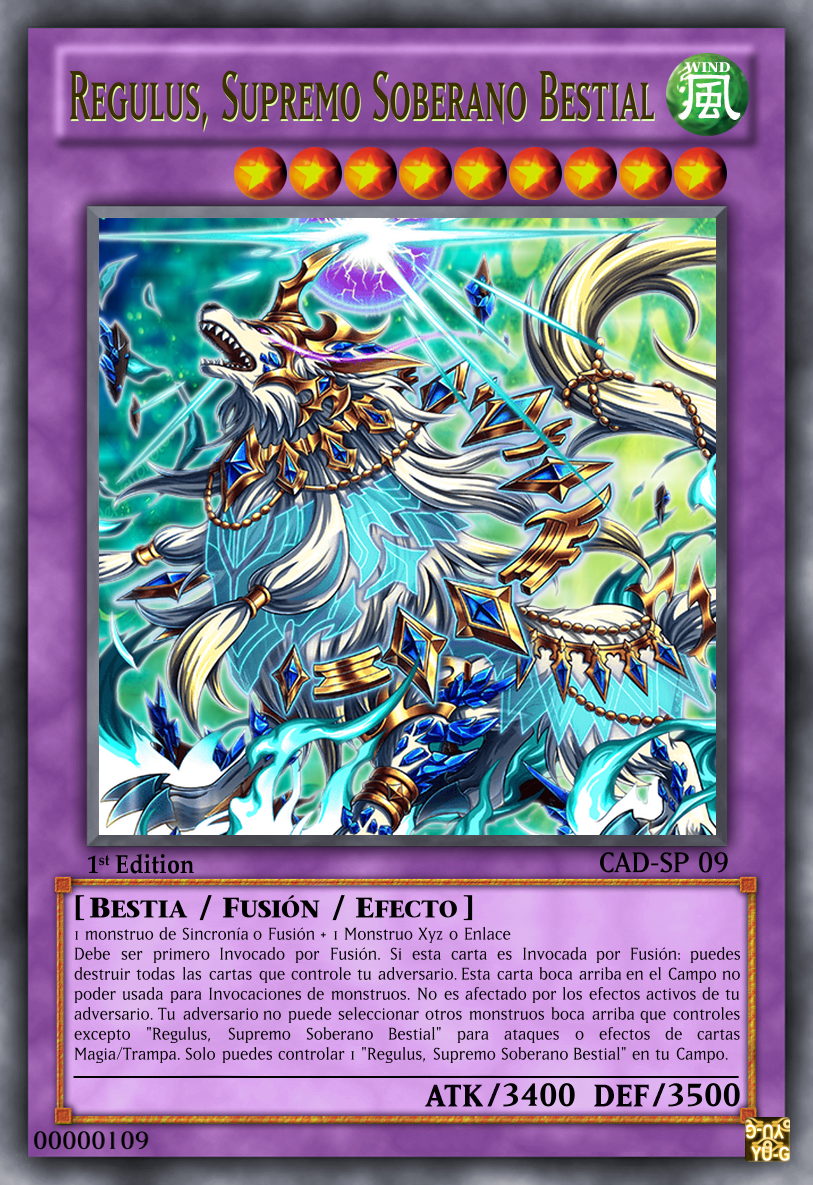 Regulus, Supremo Soberano Bestial
WIND
風
1st Edition
CAD-SP 09
[ Bestia / Fusión / Efecto ]
1 monstruo de Sincronía o Fusión + 1 Monstruo Xyz o Enlace
Debe ser primero Invocado por Fusión. Si esta carta es Invocada por Fusión: puedes
destruir todas las cartas que controle tu adversario. Esta carta boca arriba en el Campo no
poder usada para Invocaciones de monstruos. No es afectado por los efectos activos de tu
adversario. Tu adversario no puede seleccionar otros monstruos boca arriba que controles
excepto "Regulus, Supremo Soberano Bestial" para ataques o efectos de cartas
Magia/Trampa. Solo puedes controlar 1 "Regulus, Supremo Soberano Bestial" en tu Campo.
ATK/3400 DEF/3500
00000109